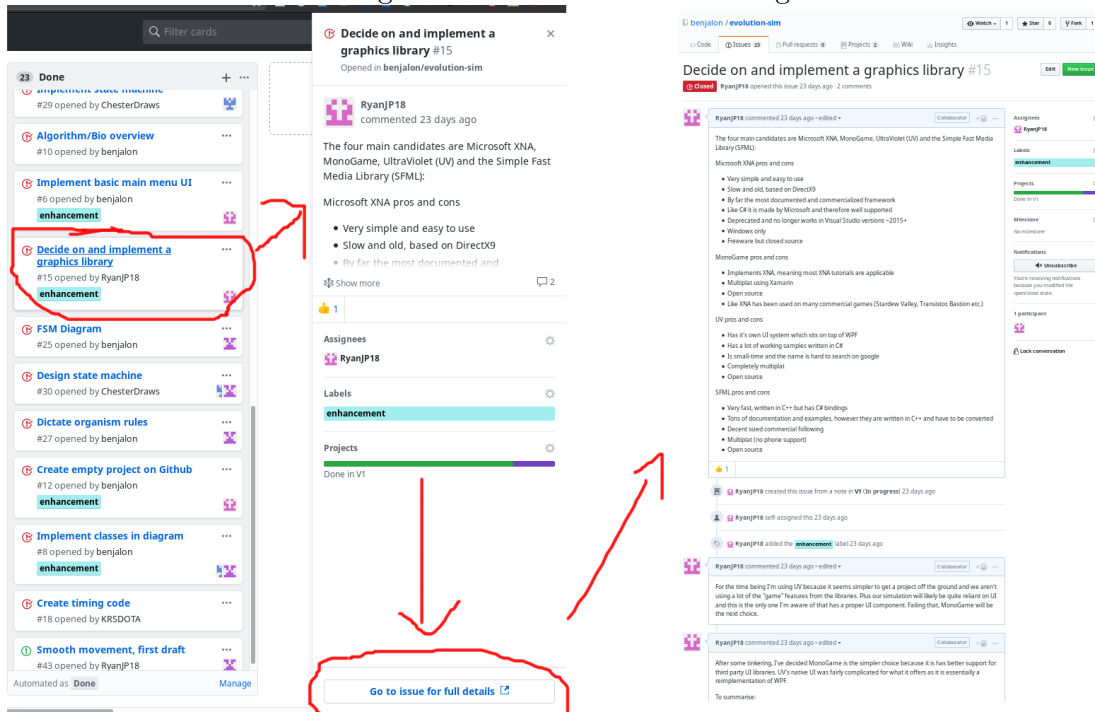 Filter cards
23 Done
Implement state machine
#29 opened by ChesterDraws
Algorithm/Bio overview
#10 opened by benjalon
Implement basic main menu UI
#6 opened by benjalon
enhancement
Decide on and implement a
graphics library
#15 opened by RyanJP18
enhancement
FSM Diagram
#25 opened by benjalon
Design state machine
#30 opened by ChesterDraws
Dictate organism rules
#27 opened by benjalon
Create empty project on Github
#12 opened by benjalon
enhancement
Implement classes in diagram
#8 opened by benjalon
enhancement
Create timing code
#18 opened by KRSDOTA
Smooth movement, first draft
#43 opened by RyanJP18
Automated as Done Manage
Decide on and implement a
graphics library #15
Opened in benjalon/evolution-sim
RyanJP18
commented 23 days ago
The four main candidates are Microsoft XNA,
MonoGame, UltraViolet (UV) and the Simple Fast
Media Library (SFML):
Microsoft XNA pros and cons
Very simple and easy to use
Slow and old, based on DirectX9
By far the most documented and
Show more 2
1
Assignees
RyanJP18
Labels
enhancement
Projects
Done in V1
Go to issue for full details
benjalon / evolution-sim Watch 1 Star 0 Fork 1
Code Issues 23 Pull requests 0 Projects 2 Wiki Insights
Decide on and implement a graphics library #15 Edit New issue
Closed RyanJP18 opened this issue 23 days ago · 2 comments
RyanJP18 commented 23 days ago • edited Collaborator
The four main candidates are Microsoft XNA, MonoGame, UltraViolet (UV) and the Simple Fast Media
Library (SFML):
Microsoft XNA pros and cons
Very simple and easy to use
Slow and old, based on DirectX9
By far the most documented and commercialized framework
Like C# it is made by Microsoft and therefore well supported
Deprecated and no longer works in Visual Studio versions ~2015+
Windows only
Freeware but closed source
MonoGame pros and cons
Implements XNA, meaning most XNA tutorials are applicable
Multiplat using Xamarin
Open source
Like XNA has been used on many commercial games (Stardew Valley, Transistor, Bastion etc.)
UV pros and cons
Has it's own UI system which sits on top of WPF
Has a lot of working samples written in C#
Is small-time and the name is hard to search on google
Completely multiplat
Open source
SFML pros and cons
Very fast, written in C++ but has C# bindings
Tons of documentation and examples, however they are written in C++ and have to be converted
Decent sized commercial following
Multiplat (no phone support)
Open source
1
RyanJP18 created this issue from a note in V1 (In progress) 23 days ago
RyanJP18 self-assigned this 23 days ago
RyanJP18 added the enhancement label 23 days ago
RyanJP18 commented 23 days ago • edited Collaborator
For the time being I'm using UV because it seems simpler to get a project off the ground and we aren't
using a lot of the "game" features from the libraries. Plus our simulation will likely be quite reliant on UI
and this is the only one I'm aware of that has a proper UI component. Failing that, MonoGame will be
the next choice.
RyanJP18 commented 23 days ago • edited Collaborator
After some tinkering, I've decided MonoGame is the simpler choice because it is has better support for
third party UI libraries. UV's native UI was fairly complicated for what it offers as it is essentially a
reimplementation of WPF.
To summarise:
Assignees
RyanJP18
Labels
enhancement
Projects
Done in V1
Milestone
No milestone
Notifications
Unsubscribe
You're receiving notifications
because you modified the
open/close state.
1 participant
Lock conversation